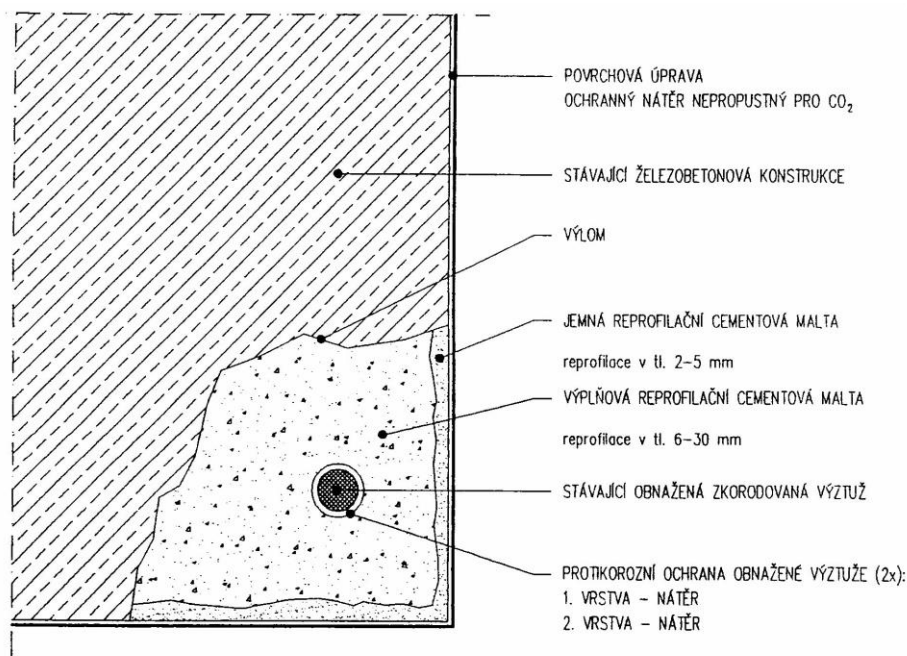 POVRCHOVÁ ÚPRAVA
OCHRANNÝ NÁTĚR NEPROPUSTNÝ PRO CO₂
STÁVAJÍCÍ ŽELEZOBETONOVÁ KONSTRUKCE
VÝLOM
JEMNÁ REPROFILAČNÍ CEMENTOVÁ MALTA
reprofilace v tl. 2-5 mm
VÝPLŇOVÁ REPROFILAČNÍ CEMENTOVÁ MALTA
reprofilace v tl. 6-30 mm
STÁVAJÍCÍ OBNAŽENÁ ZKORODOVANÁ VÝZTUŽ
PROTIKOROZNÍ OCHRANA OBNAŽENÉ VÝZTUŽE (2x):
1. VRSTVA - NÁTĚR
2. VRSTVA - NÁTĚR